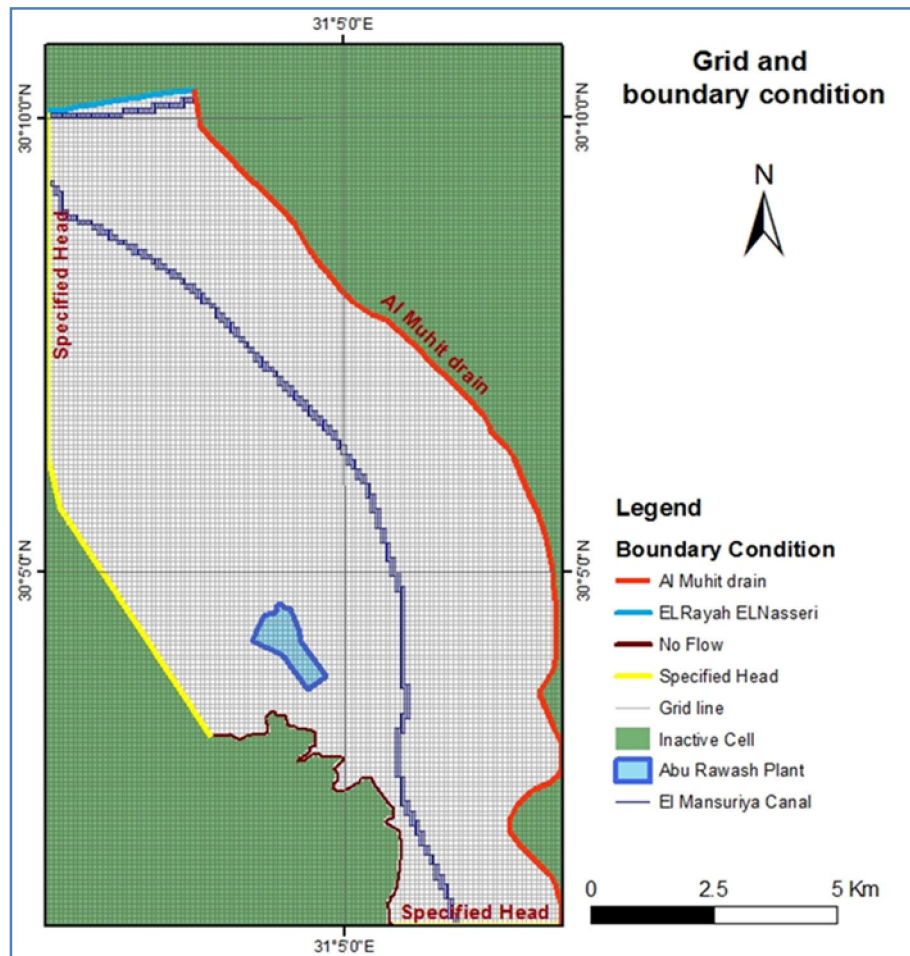 31°5'0"E
Grid and
boundary condition
30°10'0"N
30°10'0"N
N
Specified Head
Al Muhit drain
30°5'0"N
30°5'0"N
Legend
Boundary Condition
Al Muhit drain
ELRayah ELNasseri
No Flow
Specified Head
Grid line
Inactive Cell
Abu Rawash Plant
El Mansuriya Canal
0 2.5 5 Km
Specified Head
31°5'0"E